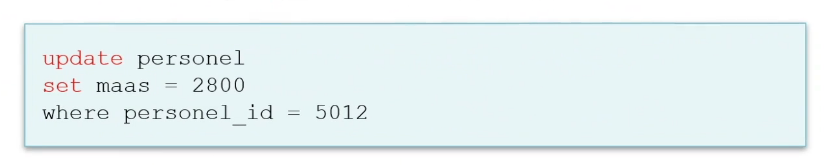 update personel
set maas = 2800
where personel_id = 5012